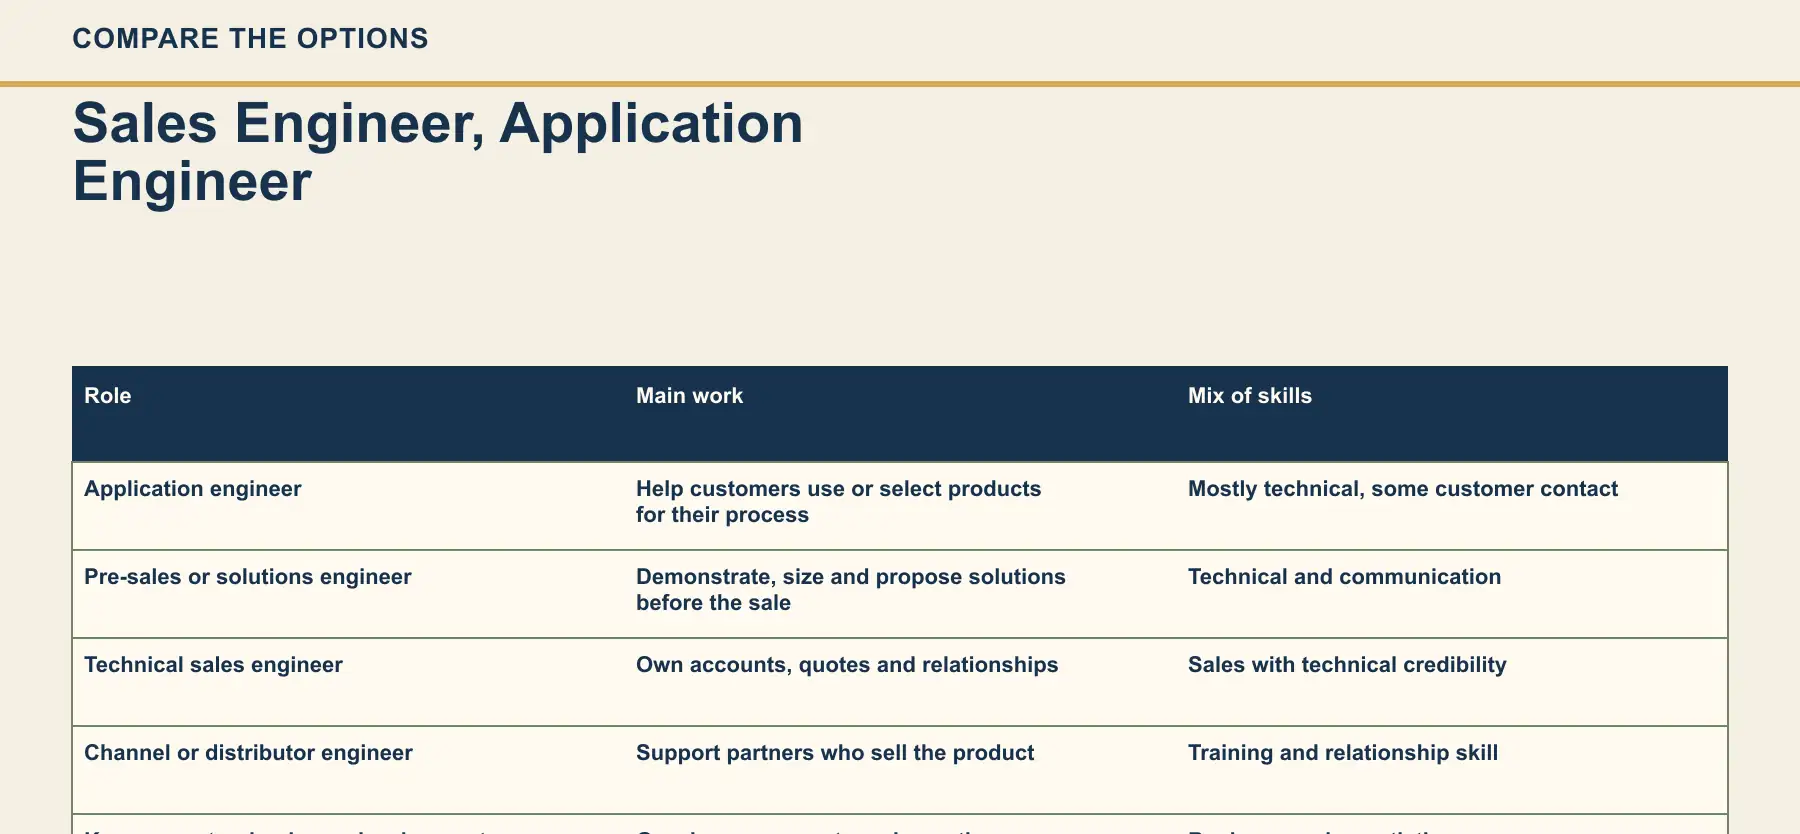 COMPARE THE OPTIONS
Sales Engineer, Application
Engineer
Role Main work Mix of skills
Application engineer Help customers use or select products Mostly technical, some customer contact
for their process
Pre-sales or solutions engineer Demonstrate, size and propose solutions Technical and communication
before the sale
Technical sales engineer Own accounts, quotes and relationships Sales with technical credibility
Channel or distributor engineer Support partners who sell the product Training and relationship skill